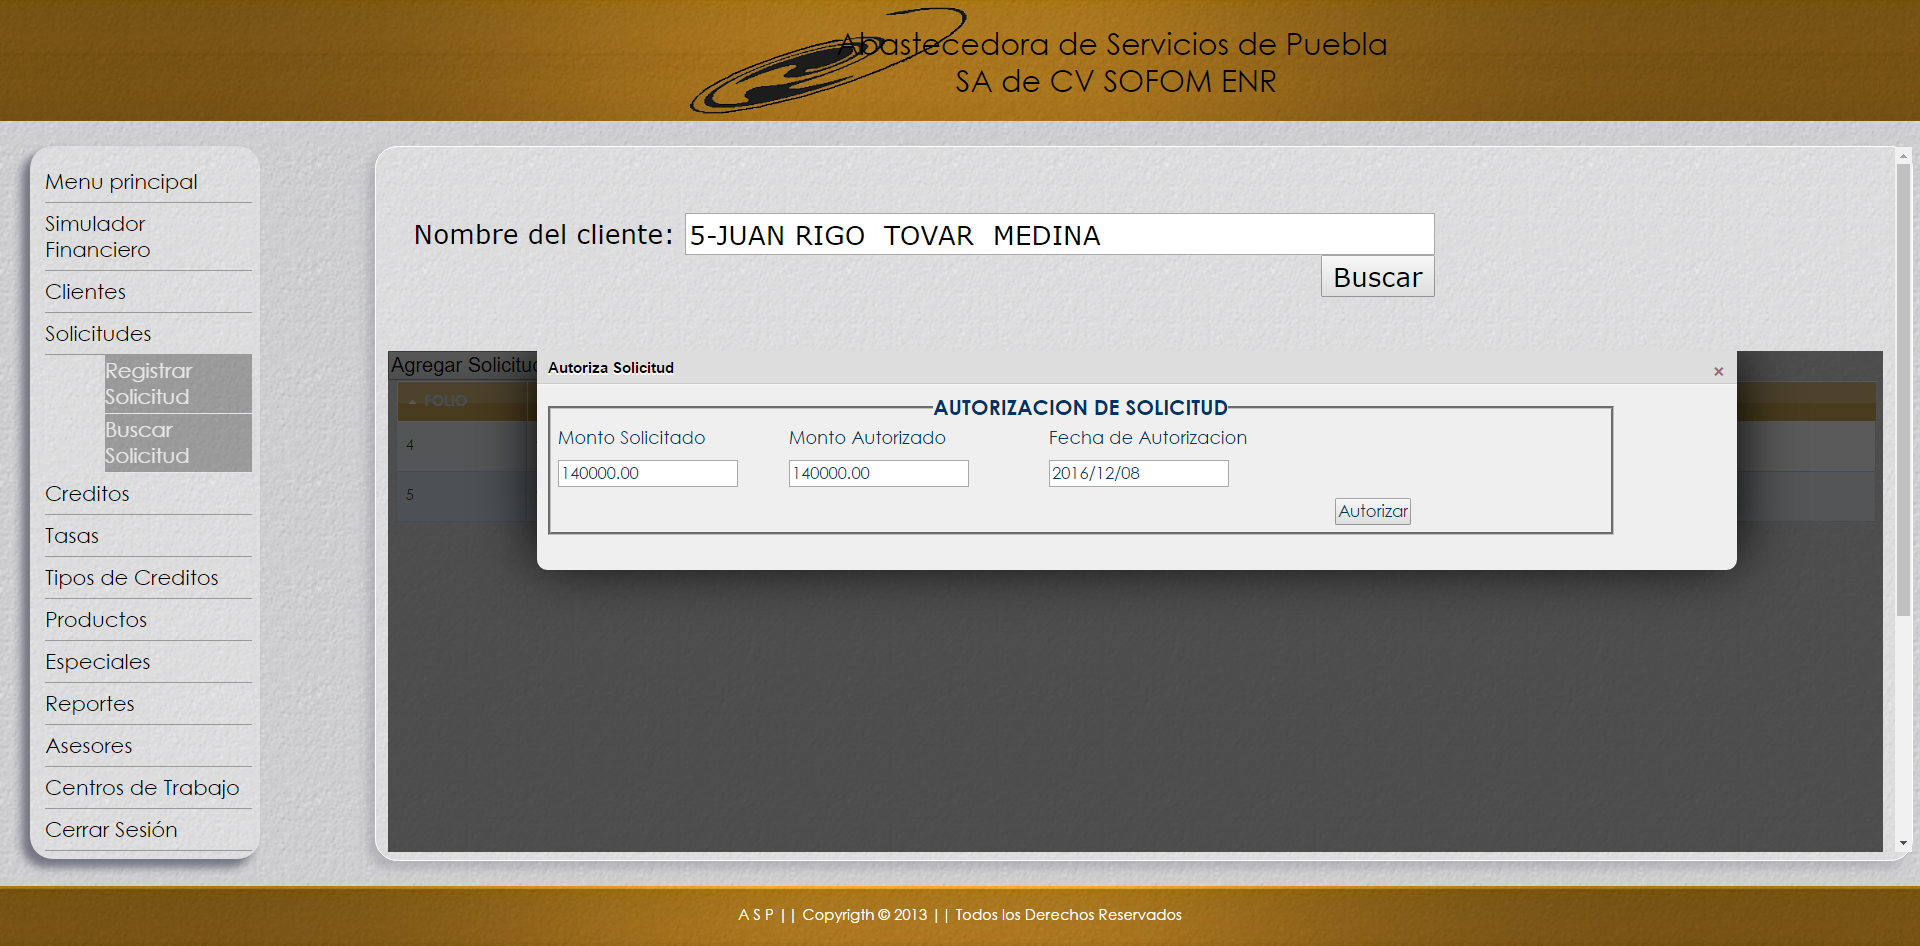 Abastecedora de Servicios de Puebla
SA de CV SOFOM ENR
Menu principal
Simulador
Financiero
Clientes
Solicitudes
Registrar
Solicitud
Buscar
Solicitud
Creditos
Tasas
Tipos de Creditos
Productos
Especiales
Reportes
Asesores
Centros de Trabajo
Cerrar Sesión
Nombre del cliente: 5-JUAN RIGO  TOVAR  MEDINA
Buscar
Agregar Solicitud
FOLIO
4
5
Autoriza Solicitud
×
AUTORIZACION DE SOLICITUD
Monto Solicitado Monto Autorizado Fecha de Autorizacion
140000.00 140000.00 2016/12/08
Autorizar
A S P || Copyrigth © 2013 || Todos los Derechos Reservados